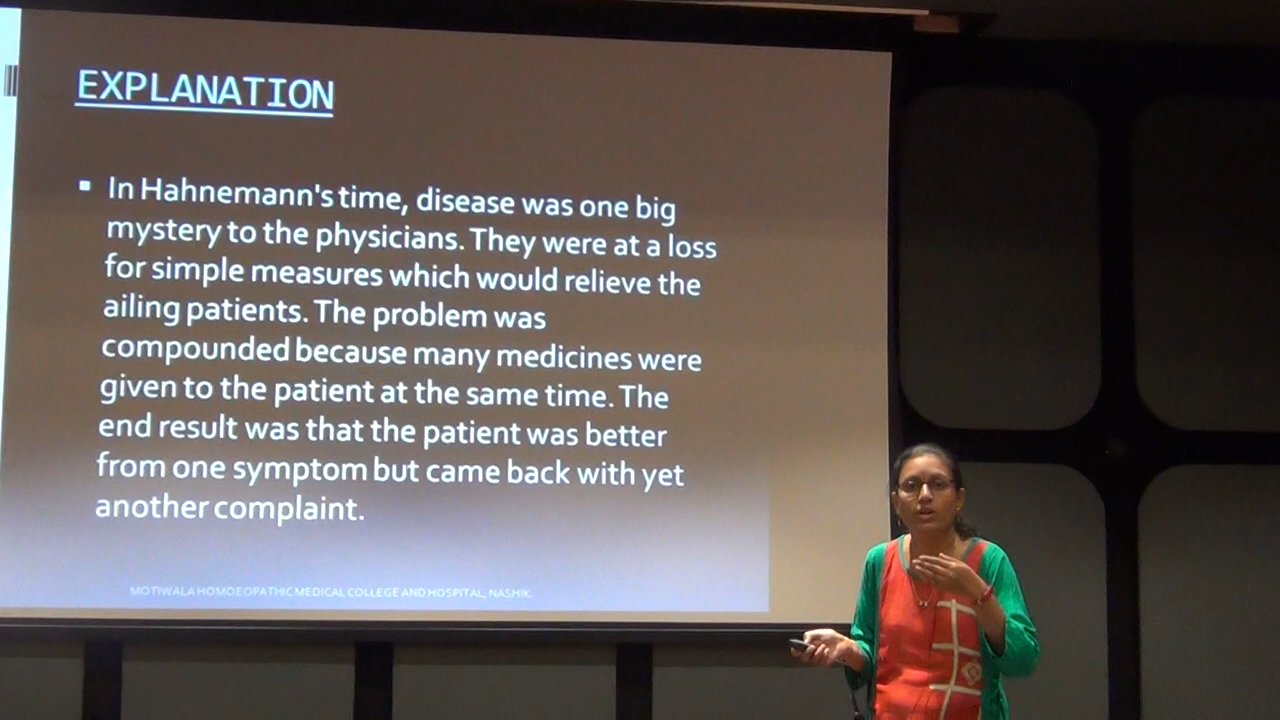 EXPLANATION
▪ In Hahnemann's time, disease was one big
mystery to the physicians. They were at a loss
for simple measures which would relieve the
ailing patients. The problem was
compounded because many medicines were
given to the patient at the same time. The
end result was that the patient was better
from one symptom but came back with yet
another complaint.
MOTIWALA HOMOEOPATHIC MEDICAL COLLEGE AND HOSPITAL, NASHIK.